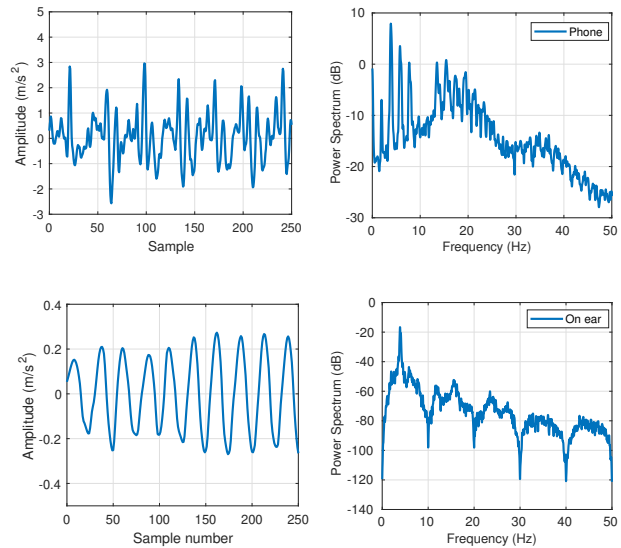 5
4
3
2
1
0
-1
-2
-3
Amplitude (m/s²)
0 50 100 150 200 250
Sample
10
0
-10
-20
-30
Power Spectrum (dB)
Phone
0 10 20 30 40 50
Frequency (Hz)
0.4
0.2
0
-0.2
-0.4
Amplitude (m/s²)
0 50 100 150 200 250
Sample number
0
-20
-40
-60
-80
-100
-120
-140
Power Spectrum (dB)
On ear
0 10 20 30 40 50
Frequency (Hz)